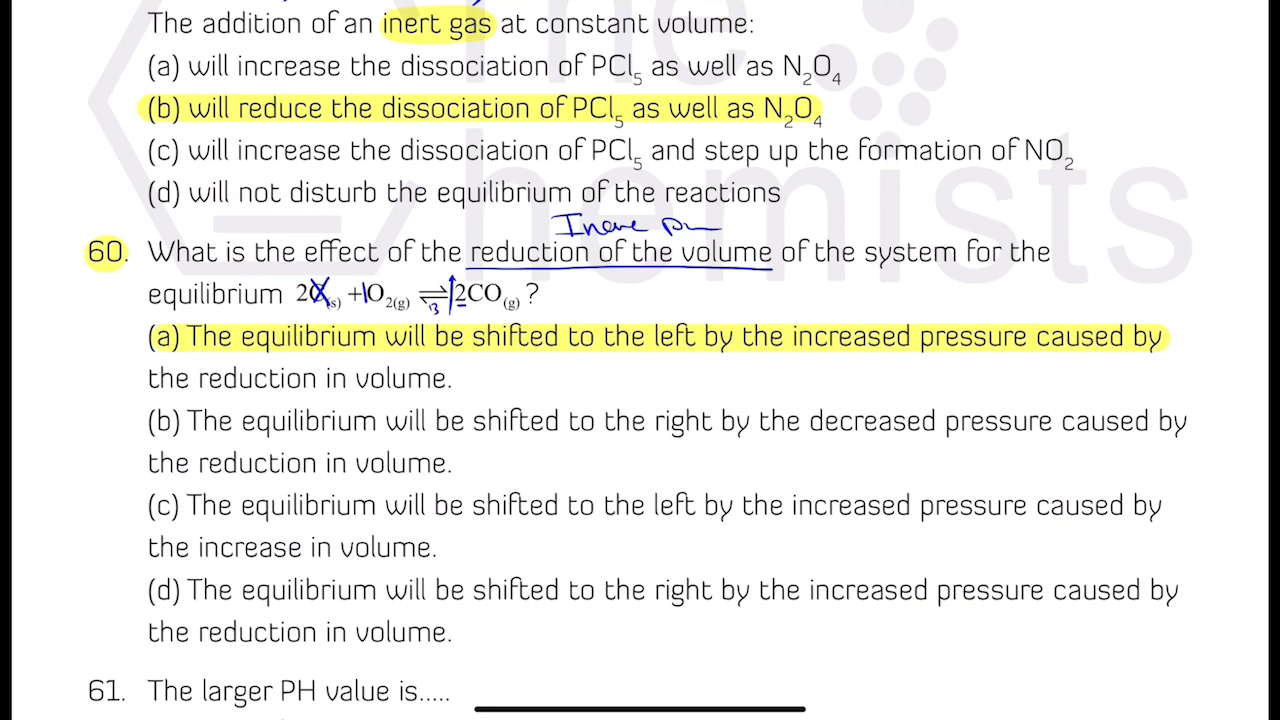 The addition of an inert gas at constant volume:
(a) will increase the dissociation of PCl₅ as well as N₂O₄
(b) will reduce the dissociation of PCl₅ as well as N₂O₄
(c) will increase the dissociation of PCl₅ and step up the formation of NO₂
(d) will not disturb the equilibrium of the reactions
60. What is the effect of the reduction of the volume of the system for the
equilibrium 2C(s) + O₂(g) ⇌ 2CO(g) ?
(a) The equilibrium will be shifted to the left by the increased pressure caused by
the reduction in volume.
(b) The equilibrium will be shifted to the right by the decreased pressure caused by
the reduction in volume.
(c) The equilibrium will be shifted to the left by the increased pressure caused by
the increase in volume.
(d) The equilibrium will be shifted to the right by the increased pressure caused by
the reduction in volume.
61. The larger PH value is.....
hemists